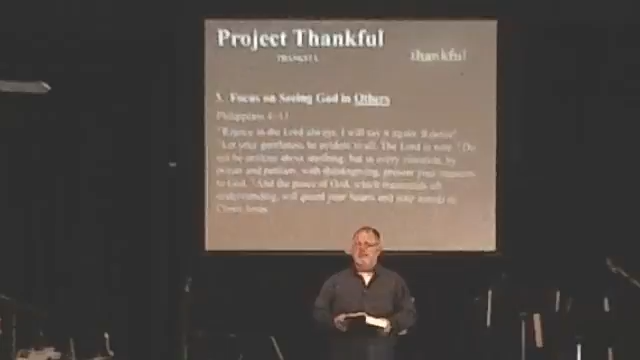 Project Thankful
thankful
5. Focus on Seeing God in Others
Philippians 4:
"Rejoice in the Lord always. I will say it again: Rejoice!
Let your gentleness be evident to all. The Lord is near. Do
not be anxious about anything, but in every situation, by
prayer and petition, with thanksgiving, present your requests
to God. And the peace of God, which transcends all
understanding, will guard your hearts and your minds in
Christ Jesus.